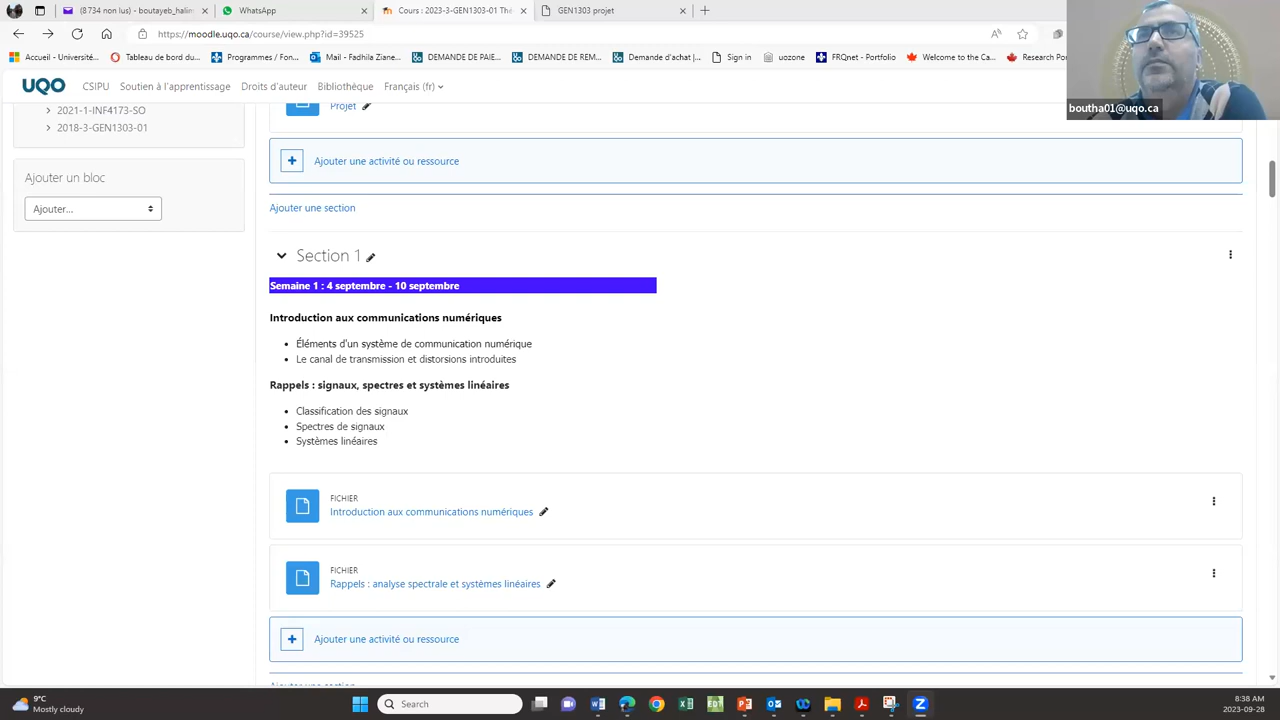 (8 734 non lus) - boutayeb_halim
WhatsApp
Cours : 2023-3-GEN1303-01 Thé
GEN1303 projet
https://moodle.uqo.ca/course/view.php?id=39525
Accueil - Université...
Tableau de bord du...
Programmes / Fon...
Mail - Fadhila Ziane...
DEMANDE DE PAIE...
DEMANDE DE REM...
Demande d'achat |...
Sign in
uozone
FRQnet - Portfolio
Welcome to the Ca...
Research Por
boutha01@uqo.ca
UQO
CSIPU
Soutien à l'apprentissage
Droits d'auteur
Bibliothèque
Français (fr)
2021-1-INF4173-SO
2018-3-GEN1303-01
Ajouter un bloc
Ajouter...
Projet
Ajouter une activité ou ressource
Ajouter une section
Section 1
Semaine 1 : 4 septembre - 10 septembre
Introduction aux communications numériques
Éléments d'un système de communication numérique
Le canal de transmission et distorsions introduites
Rappels : signaux, spectres et systèmes linéaires
Classification des signaux
Spectres de signaux
Systèmes linéaires
FICHIER
Introduction aux communications numériques
FICHIER
Rappels : analyse spectrale et systèmes linéaires
Ajouter une activité ou ressource
Ajouter une section
9°C
Mostly cloudy
Search
8:38 AM
2023-09-28